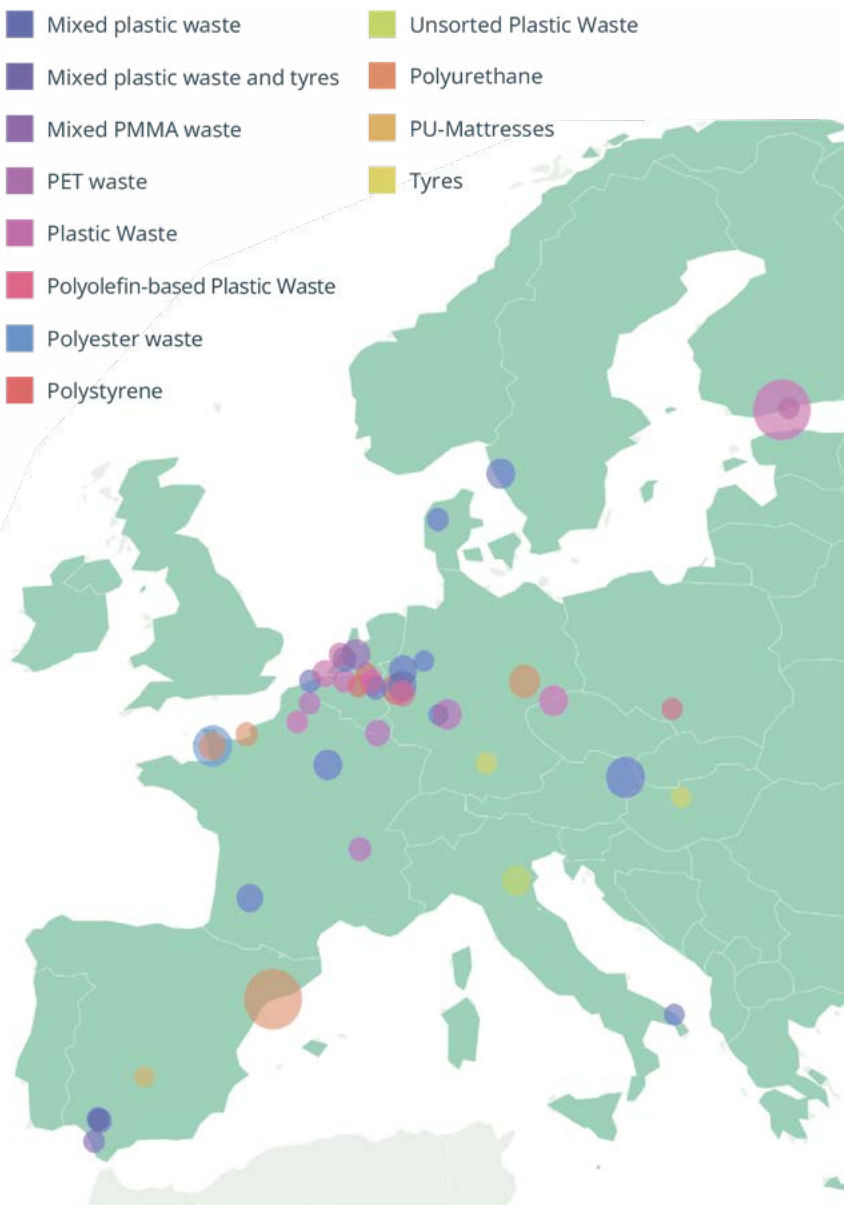 Mixed plastic waste
Mixed plastic waste and tyres
Mixed PMMA waste
PET waste
Plastic Waste
Polyolefin-based Plastic Waste
Polyester waste
Polystyrene
Unsorted Plastic Waste
Polyurethane
PU-Mattresses
Tyres